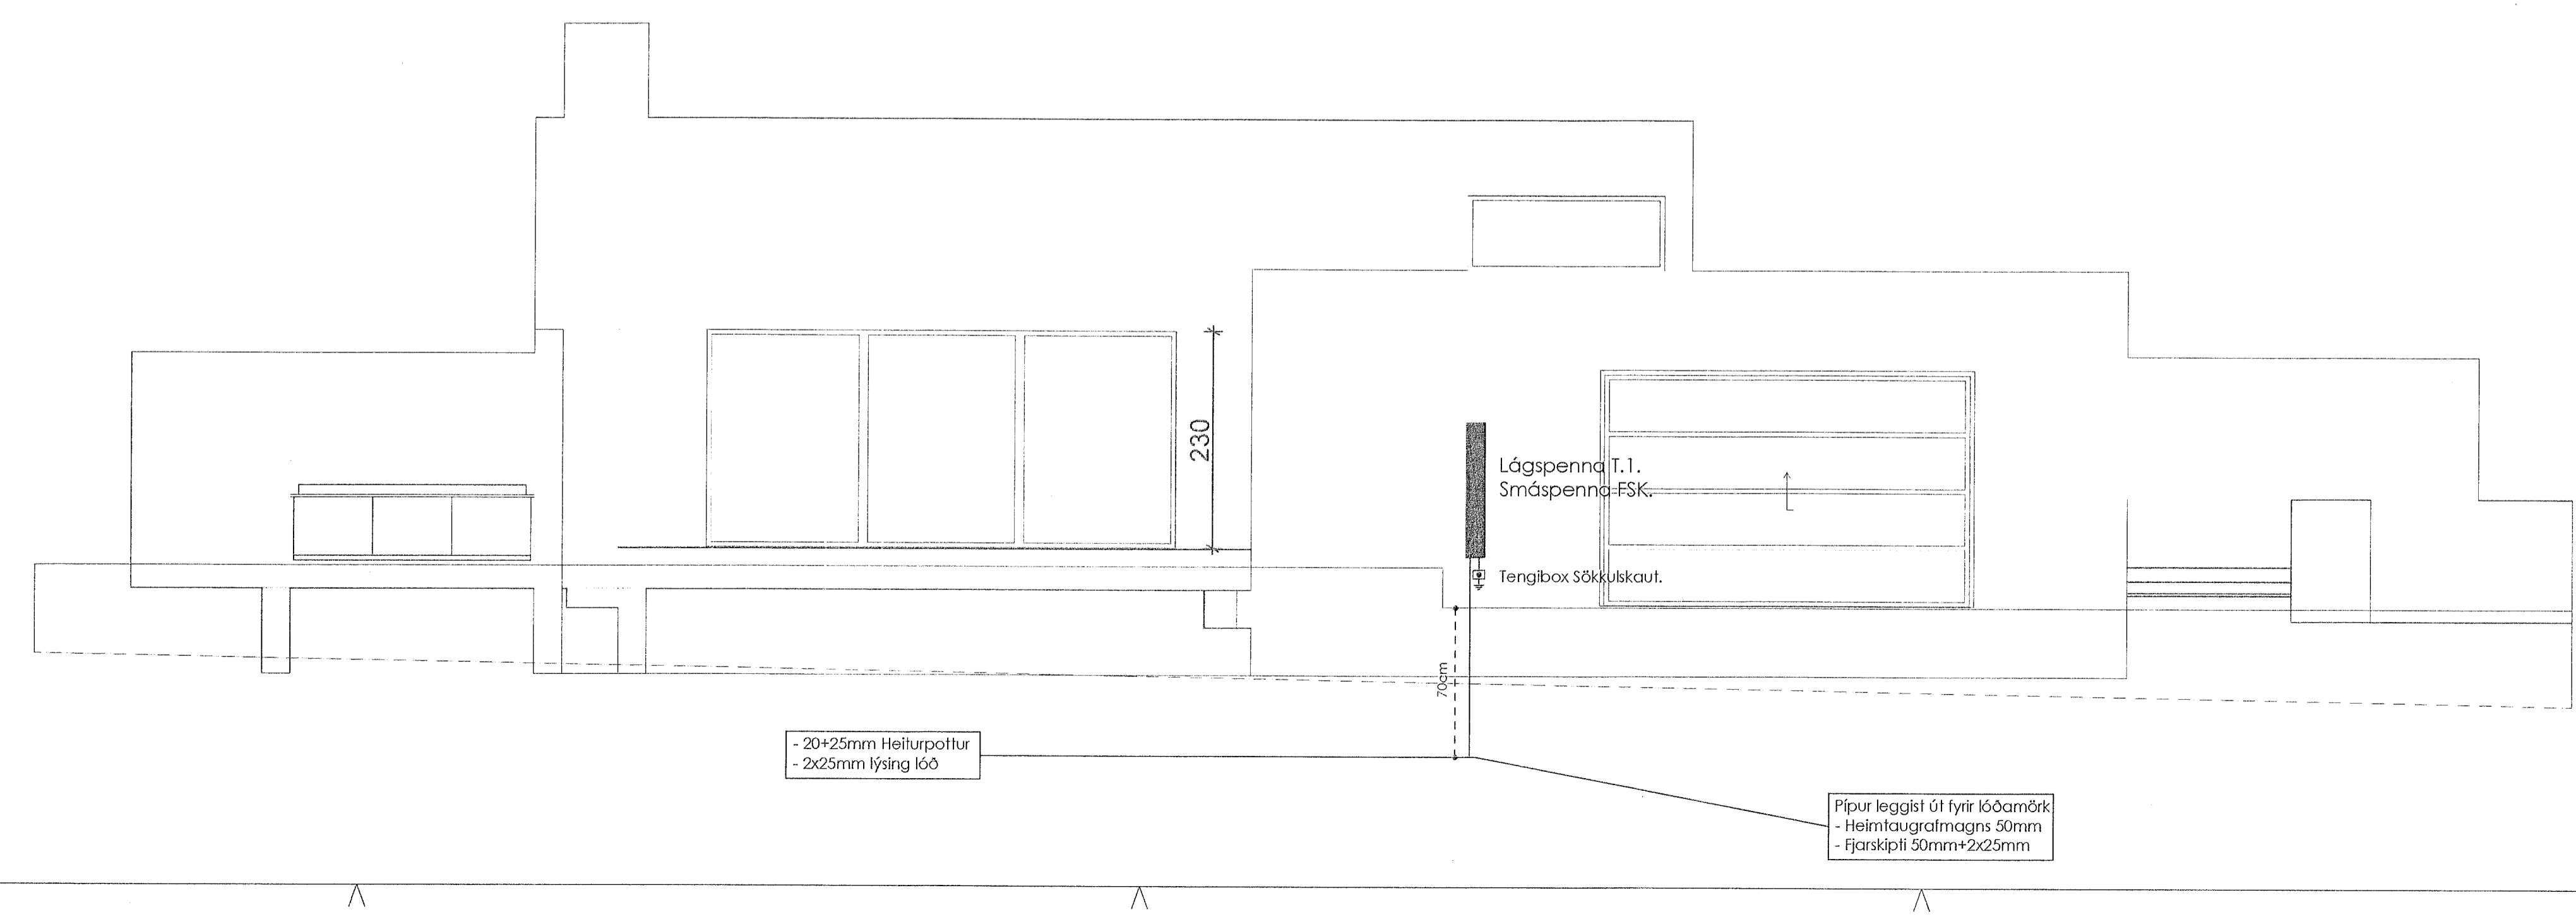 230
Lágspenna T.1.
Smáspenna FSK.
Tengibox Sökkulskaut.
70cm
- 20+25mm Heiturpottur
- 2x25mm lýsing lóð
Pípur leggist út fyrir lóðamörk
- Heimtaugrafmagns 50mm
- Fjarskipti 50mm+2x25mm